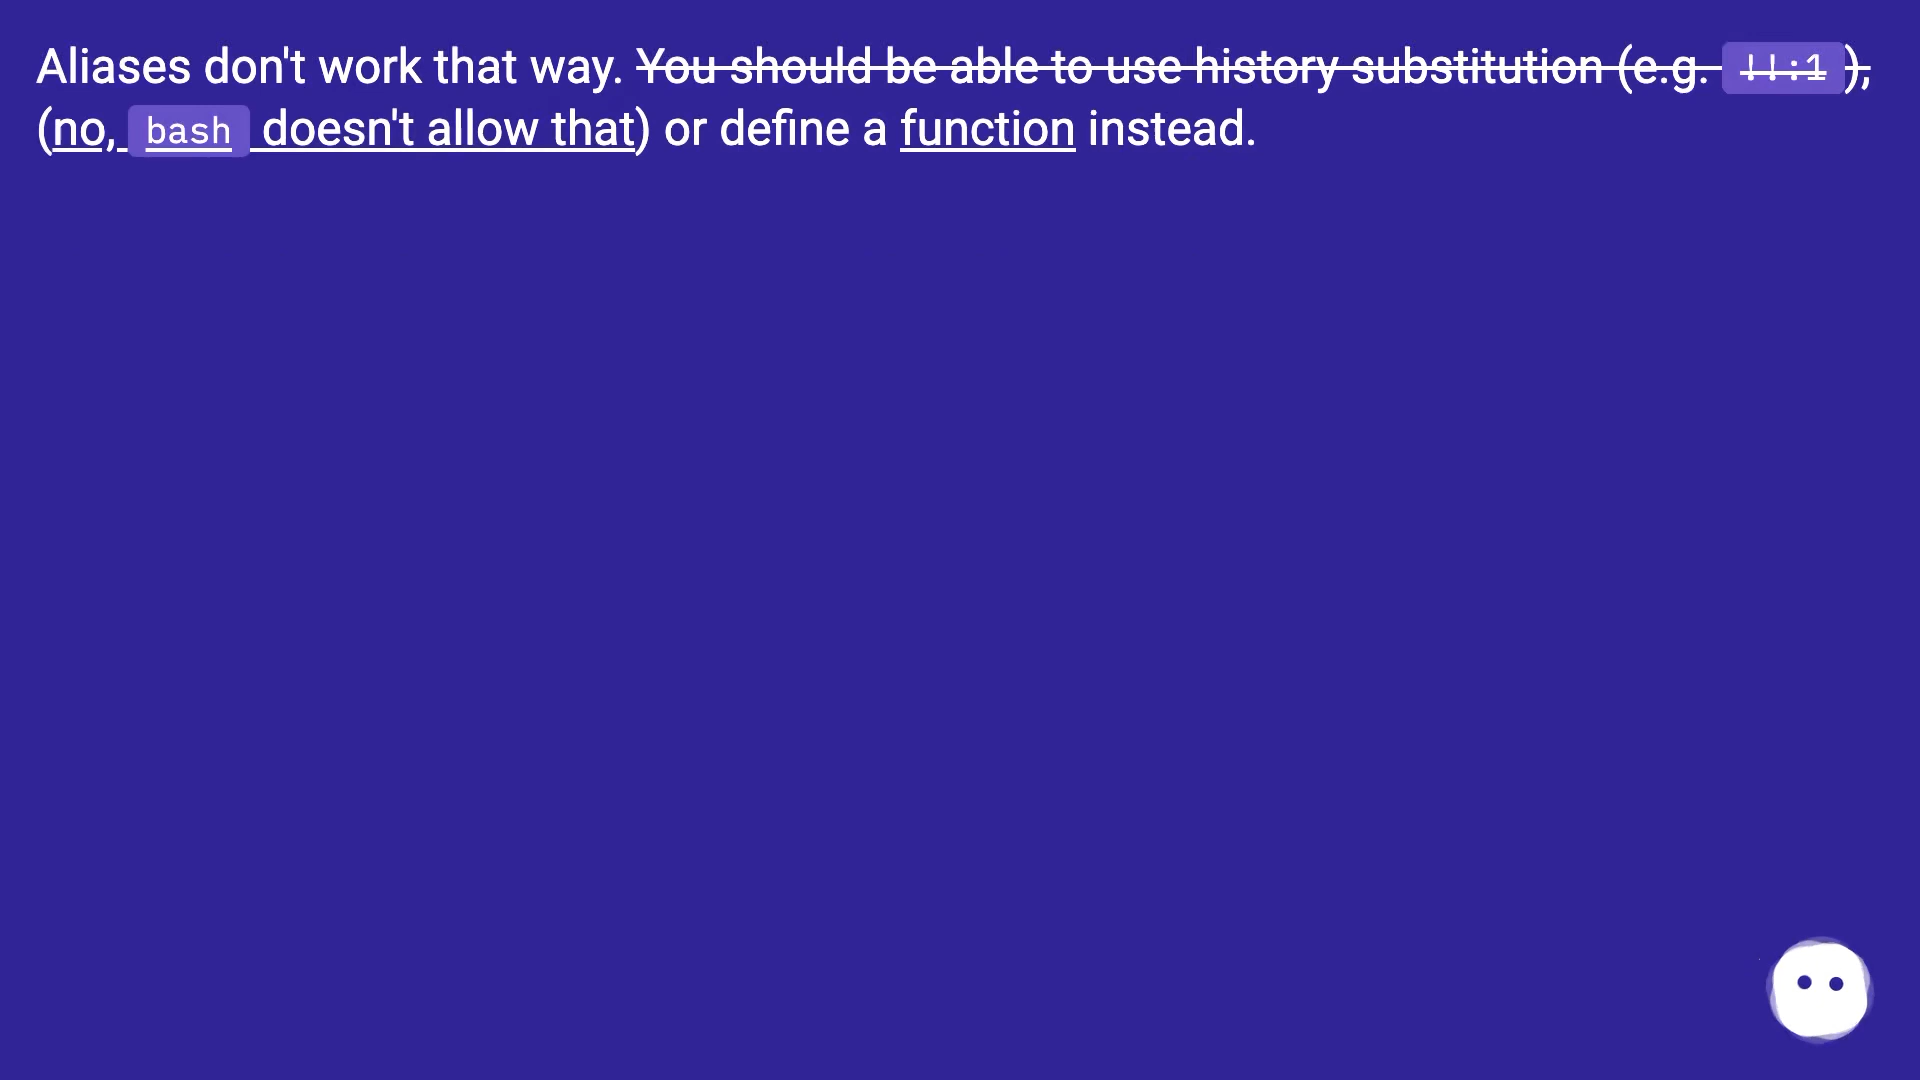 Aliases don't work that way. You should be able to use history substitution (e.g. !!:1),
(no, bash doesn't allow that) or define a function instead.